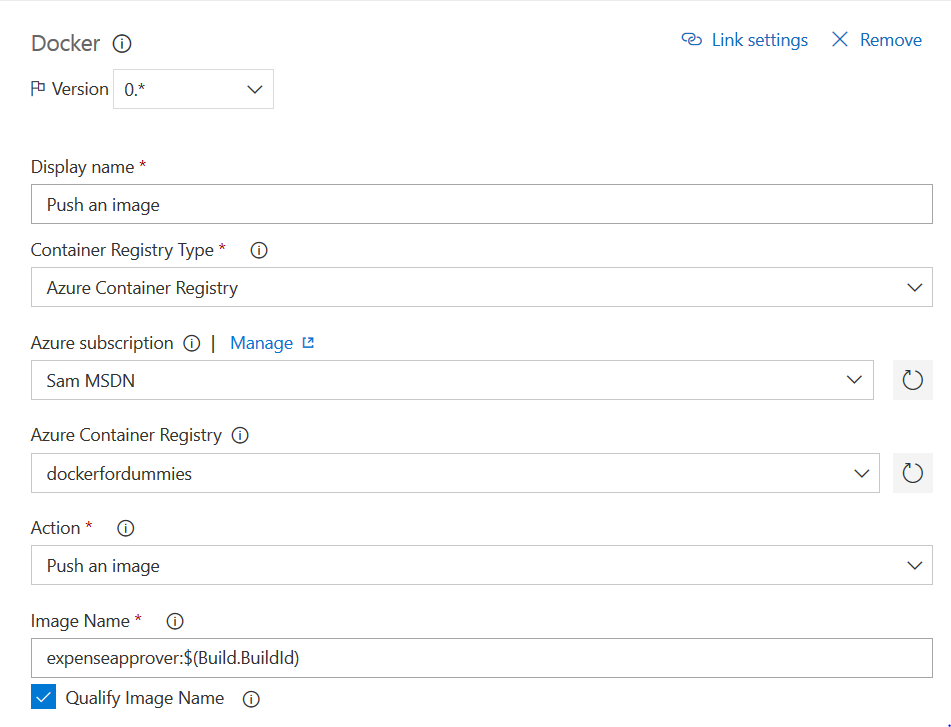 Docker
Link settings Remove
Version 0.*
Display name *
Push an image
Container Registry Type *
Azure Container Registry
Azure subscription | Manage
Sam MSDN
Azure Container Registry
dockerfordummies
Action *
Push an image
Image Name *
expenseapprover:$(Build.BuildId)
Qualify Image Name